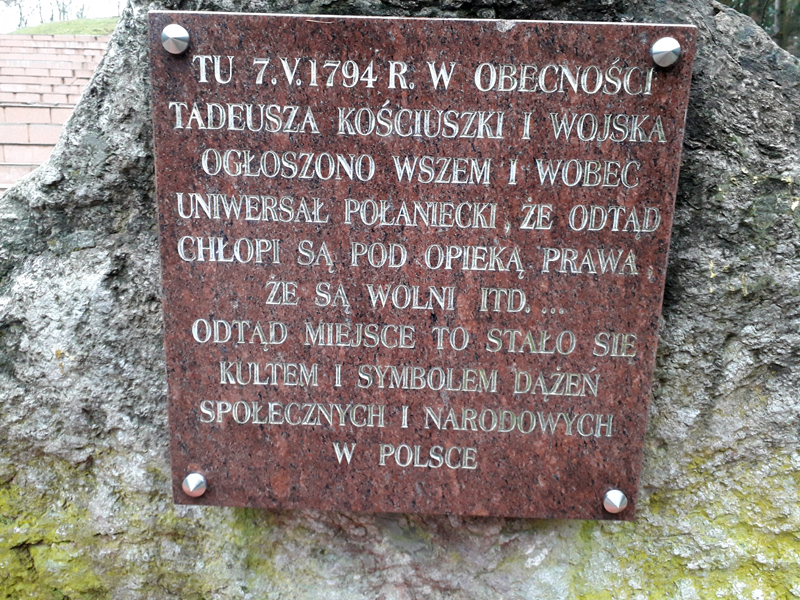 TU 7.V.1794 R. W OBECNOŚCI
TADEUSZA KOŚCIUSZKI I WOJSKA
OGŁOSZONO WSZEM I WOBEC
UNIWERSAŁ POŁANIECKI, ŻE ODTĄD
CHŁOPI SĄ POD OPIEKĄ PRAWA,
ŻE SĄ WOLNI ITD. ...
ODTĄD MIEJSCE TO STAŁO SIĘ
KULTEM I SYMBOLEM DĄŻEŃ
SPOŁECZNYCH I NARODOWYCH
W POLSCE